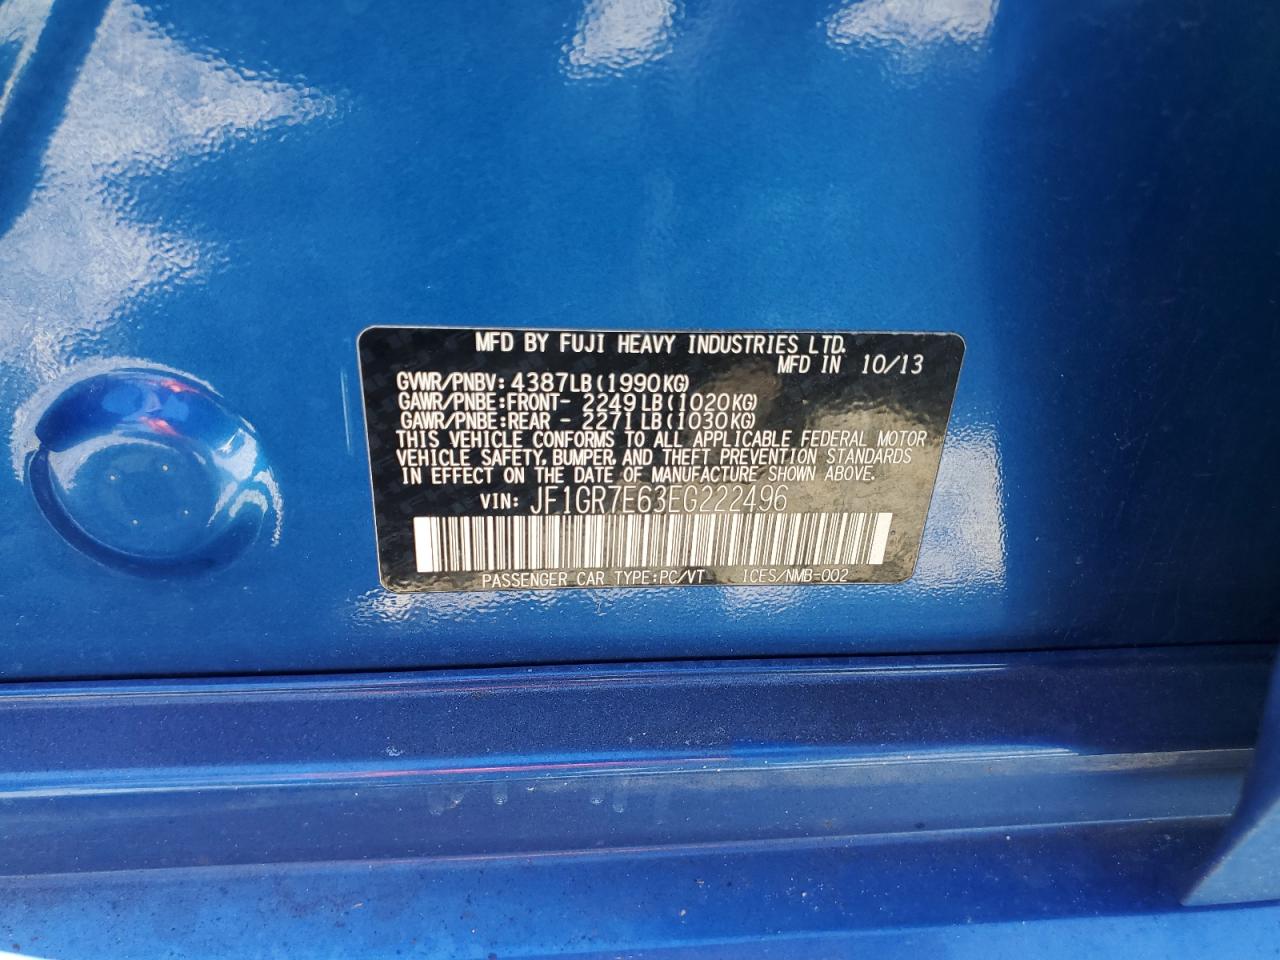 MFD BY FUJI HEAVY INDUSTRIES LTD.
MFD IN 10/13
GVWR/PNBV: 4387LB(1990KG)
GAWR/PNBE:FRONT- 2249LB(1020KG)
GAWR/PNBE:REAR - 2271LB(1030KG)
THIS VEHICLE CONFORMS TO ALL APPLICABLE FEDERAL MOTOR
VEHICLE SAFETY, BUMPER, AND THEFT PREVENTION STANDARDS
IN EFFECT ON THE DATE OF MANUFACTURE SHOWN ABOVE.
VIN: JF1GR7E63EG222496
PASSENGER CAR TYPE:PC/VT ICES/NMB-002